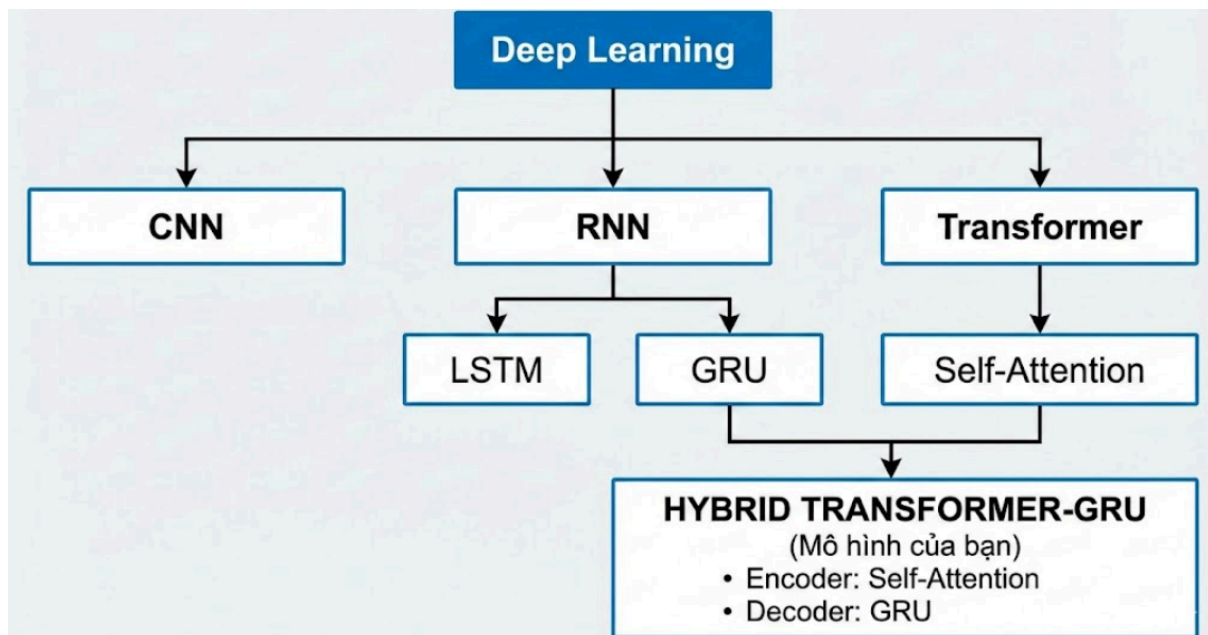 Deep Learning
CNN
RNN
Transformer
LSTM
GRU
Self-Attention
HYBRID TRANSFORMER-GRU
(Mô hình của bạn)
• Encoder: Self-Attention
• Decoder: GRU